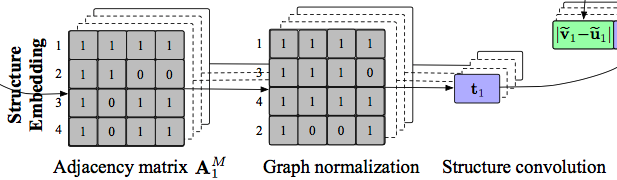 |ṽ₁−ũ₁|
Structure
Embedding
1 1 1 1 1
2 1 1 0 0
3 1 0 1 1
4 1 0 1 1
1 1 1 1 1
3 1 1 1 0
4 1 1 1 1
2 1 0 0 1
t₁
Adjacency matrix A₁ᴹ
Graph normalization
Structure convolution